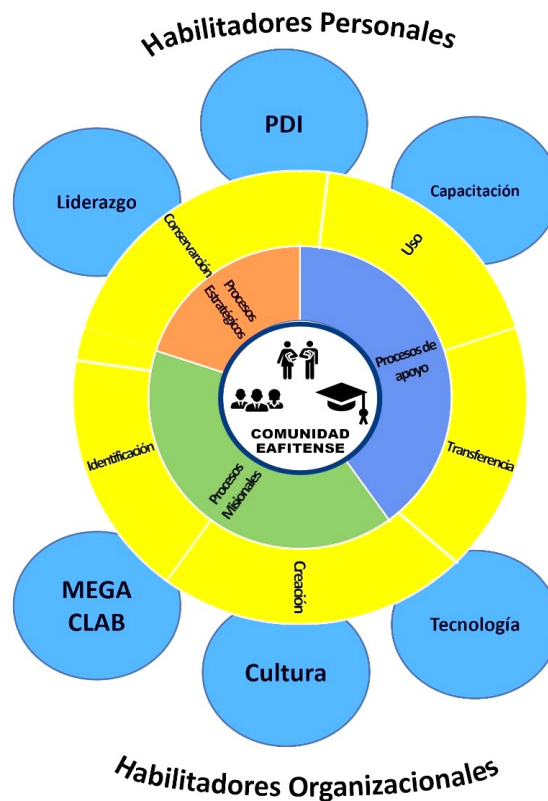 Habilitadores Personales
PDI
Liderazgo
Capacitación
Conservarción
Uso
Procesos
Estratégicos
Procesos de
apoyo
COMUNIDAD
EAFITENSE
Identificación
Transferencia
Procesos
Misionales
Creación
MEGA
CLAB
Tecnología
Cultura
Habilitadores Organizacionales